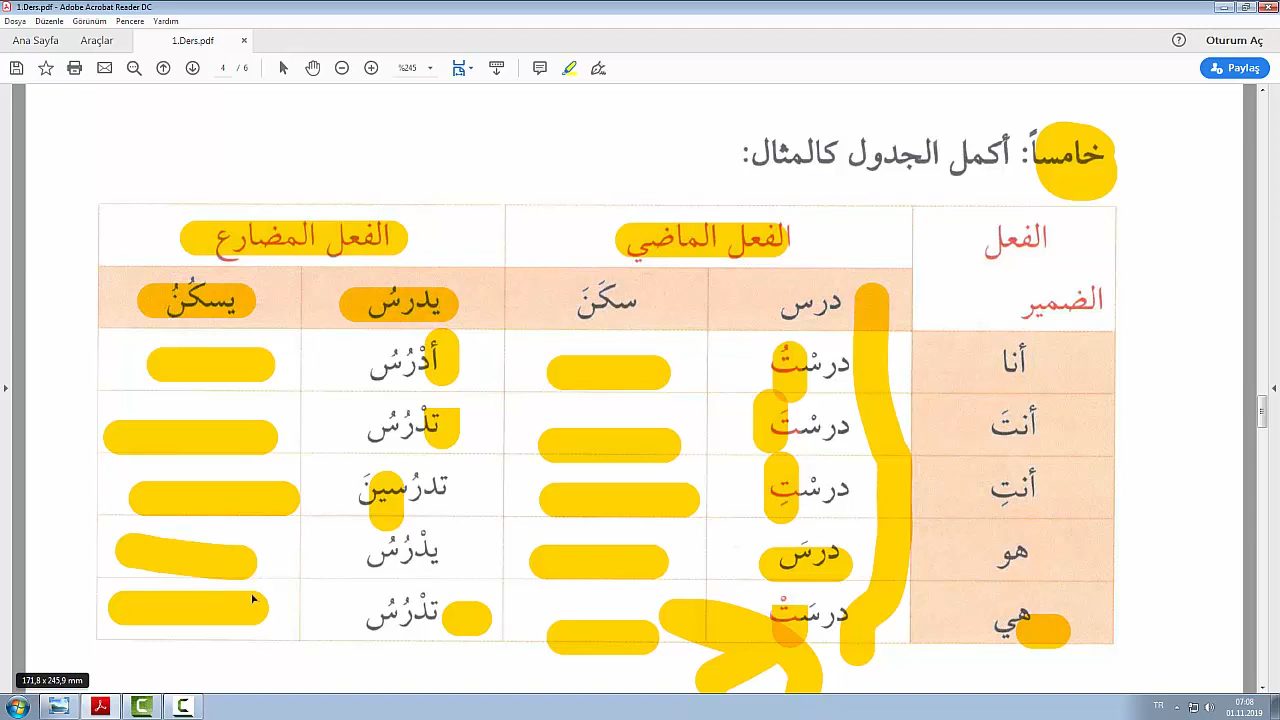 1.Ders.pdf - Adobe Acrobat Reader DC
Dosya Düzenle Görünüm Pencere Yardım
Ana Sayfa Araçlar 1.Ders.pdf × ? Oturum Aç
4 / 6 %245 Paylaş
خامساً: أكمل الجدول كالمثال:
الفعل الفعل الماضي الفعل المضارع
الضمير درس سكَنَ يدرسُ يسكُنُ
أنا درسْتُ أدْرُسُ
أنتَ درسْتَ تدْرُسُ
أنتِ درسْتِ تدرُسينَ
هو درسَ يدْرُسُ
هي درسَتْ تدْرُسُ
171,8 x 245,9 mm
TR 07:08
01.11.2019